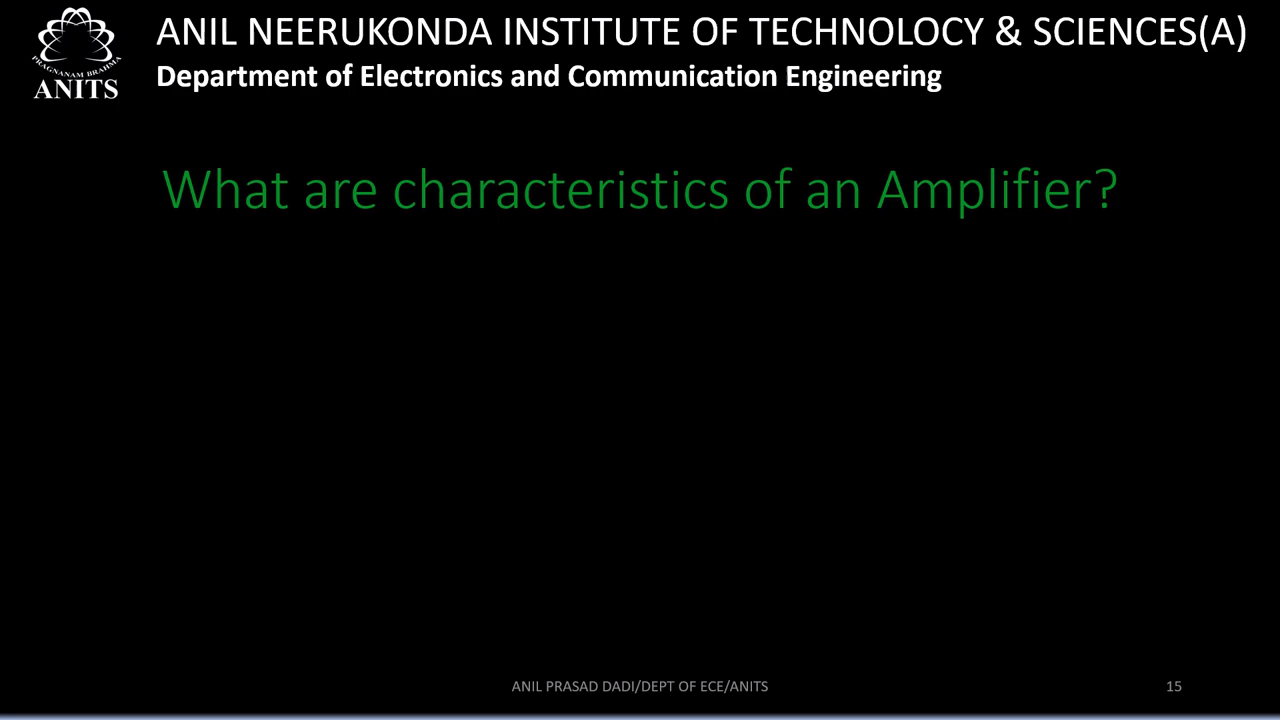 ANIL NEERUKONDA INSTITUTE OF TECHNOLOCY & SCIENCES(A)
Department of Electronics and Communication Engineering
PRAGNANAM BRAHMA
ANITS
What are characteristics of an Amplifier?
ANIL PRASAD DADI/DEPT OF ECE/ANITS
15